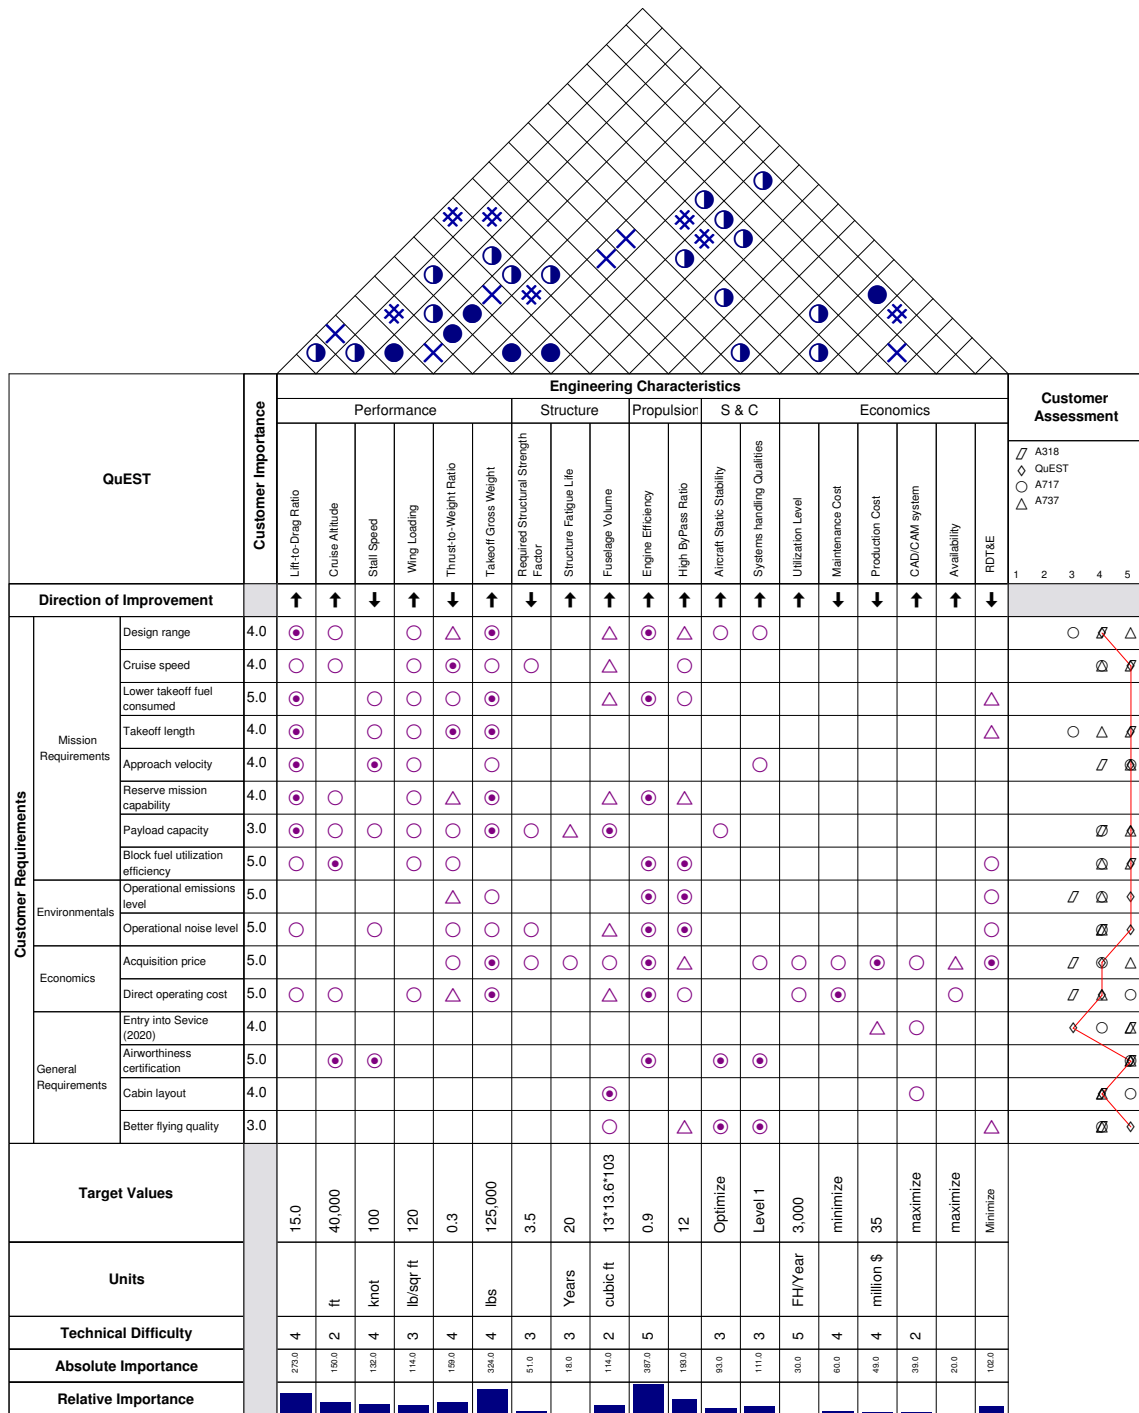 Engineering Characteristics
Performance
Structure
Propulsion
S & C
Economics
Customer
Assessment
QuEST
Customer Importance
Lift-to-Drag Ratio
Cruise Altitude
Stall Speed
Wing Loading
Thrust-to-Weight Ratio
Takeoff Gross Weight
Required Structural Strength
Factor
Structure Fatigue Life
Fuselage Volume
Engine Efficiency
High ByPass Ratio
Aircraft Static Stability
Systems handling Qualities
Utilization Level
Maintenance Cost
Production Cost
CAD/CAM system
Availability
RDT&E
A318
QuEST
A717
A737
1 2 3 4 5
Direction of Improvement
Customer Requirements
Mission
Requirements
Design range 4.0
Cruise speed 4.0
Lower takeoff fuel
consumed 5.0
Takeoff length 4.0
Approach velocity 4.0
Reserve mission
capability 4.0
Payload capacity 3.0
Block fuel utilization
efficiency 5.0
Environmentals
Operational emissions
level 5.0
Operational noise level 5.0
Economics
Acquisition price 5.0
Direct operating cost 5.0
General
Requirements
Entry into Sevice
(2020) 4.0
Airworthiness
certification 5.0
Cabin layout 4.0
Better flying quality 3.0
Target Values
15.0
40,000
100
120
0.3
125,000
3.5
20
13*13.6*103
0.9
12
Optimize
Level 1
3,000
minimize
35
maximize
maximize
Minimize
Units
ft
knot
lb/sqr ft
lbs
Years
cubic ft
FH/Year
million $
Technical Difficulty
4 2 4 3 4 4 3 3 2 5 3 3 5 4 4 2
Absolute Importance
273.0 150.0 132.0 114.0 159.0 324.0 51.0 18.0 114.0 387.0 193.0 93.0 111.0 30.0 60.0 49.0 39.0 20.0 102.0
Relative Importance